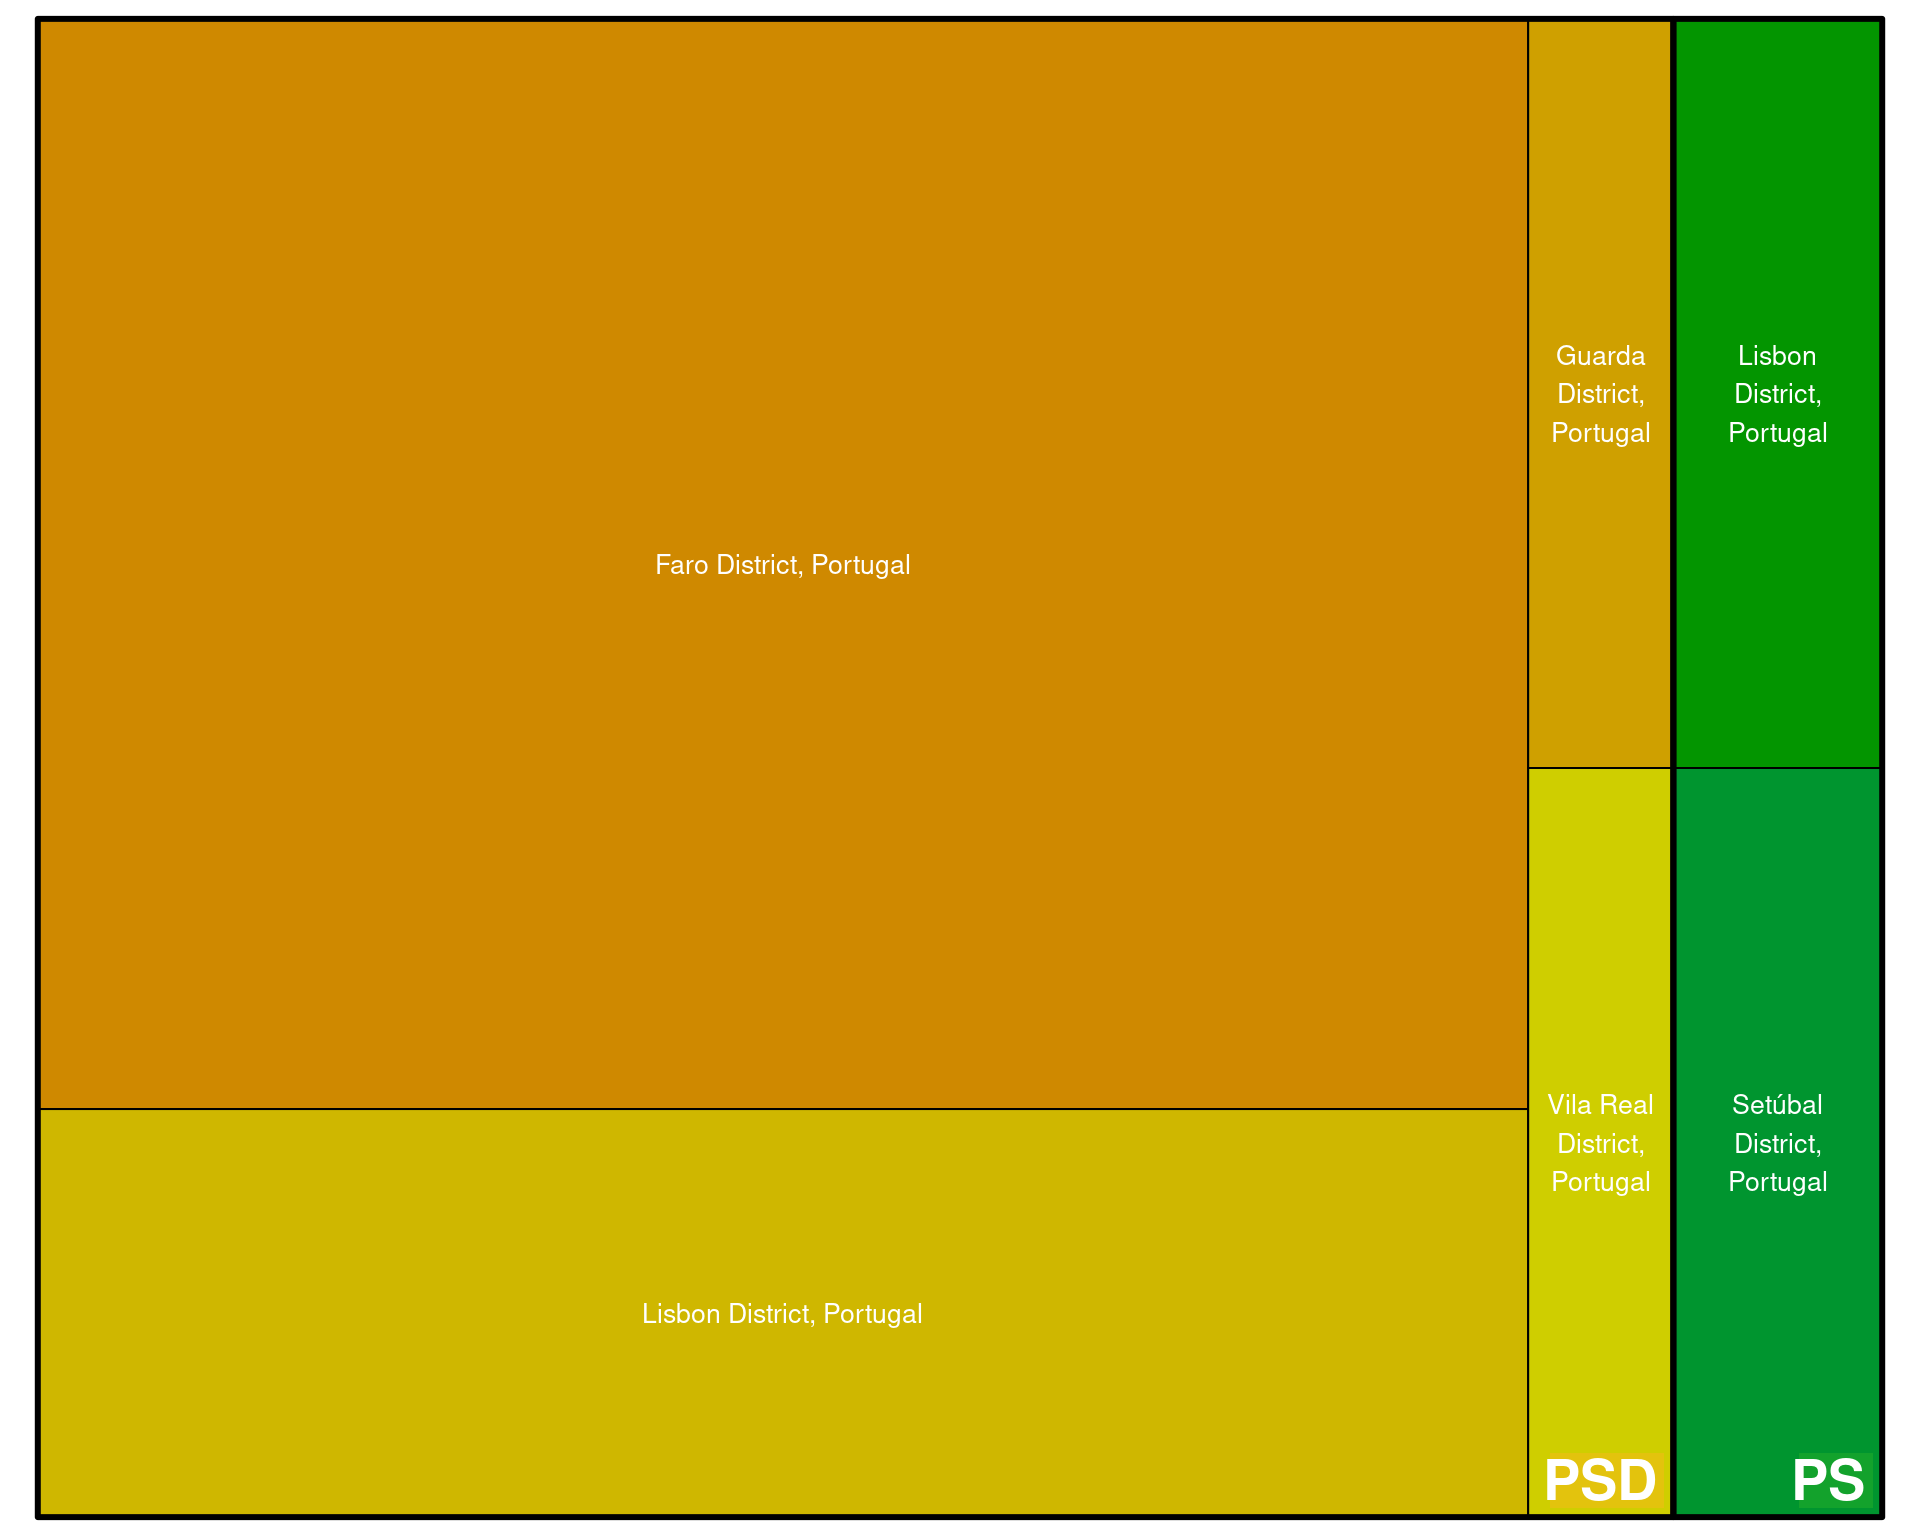 Faro District, Portugal
Lisbon District, Portugal
Guarda
District,
Portugal
Vila Real
District,
Portugal
PSD
Lisbon
District,
Portugal
Setúbal
District,
Portugal
PS